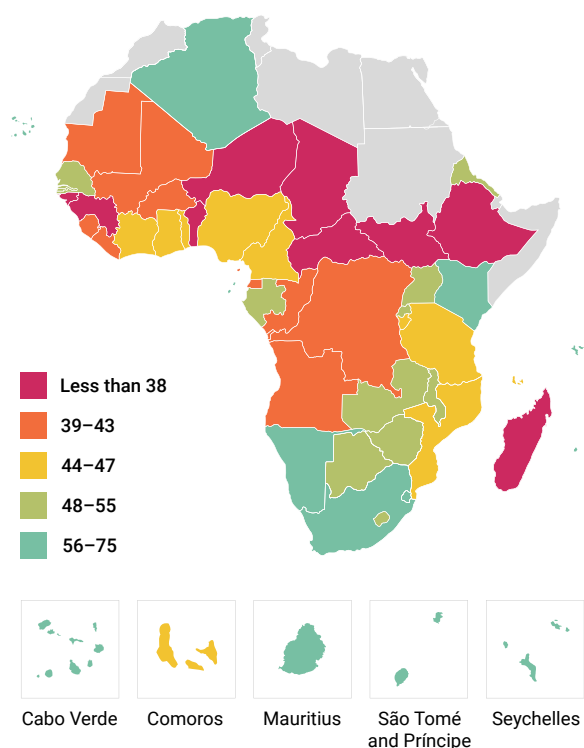 Less than 38
39–43
44–47
48–55
56–75
Cabo Verde
Comoros
Mauritius
São Tomé
and Príncipe
Seychelles